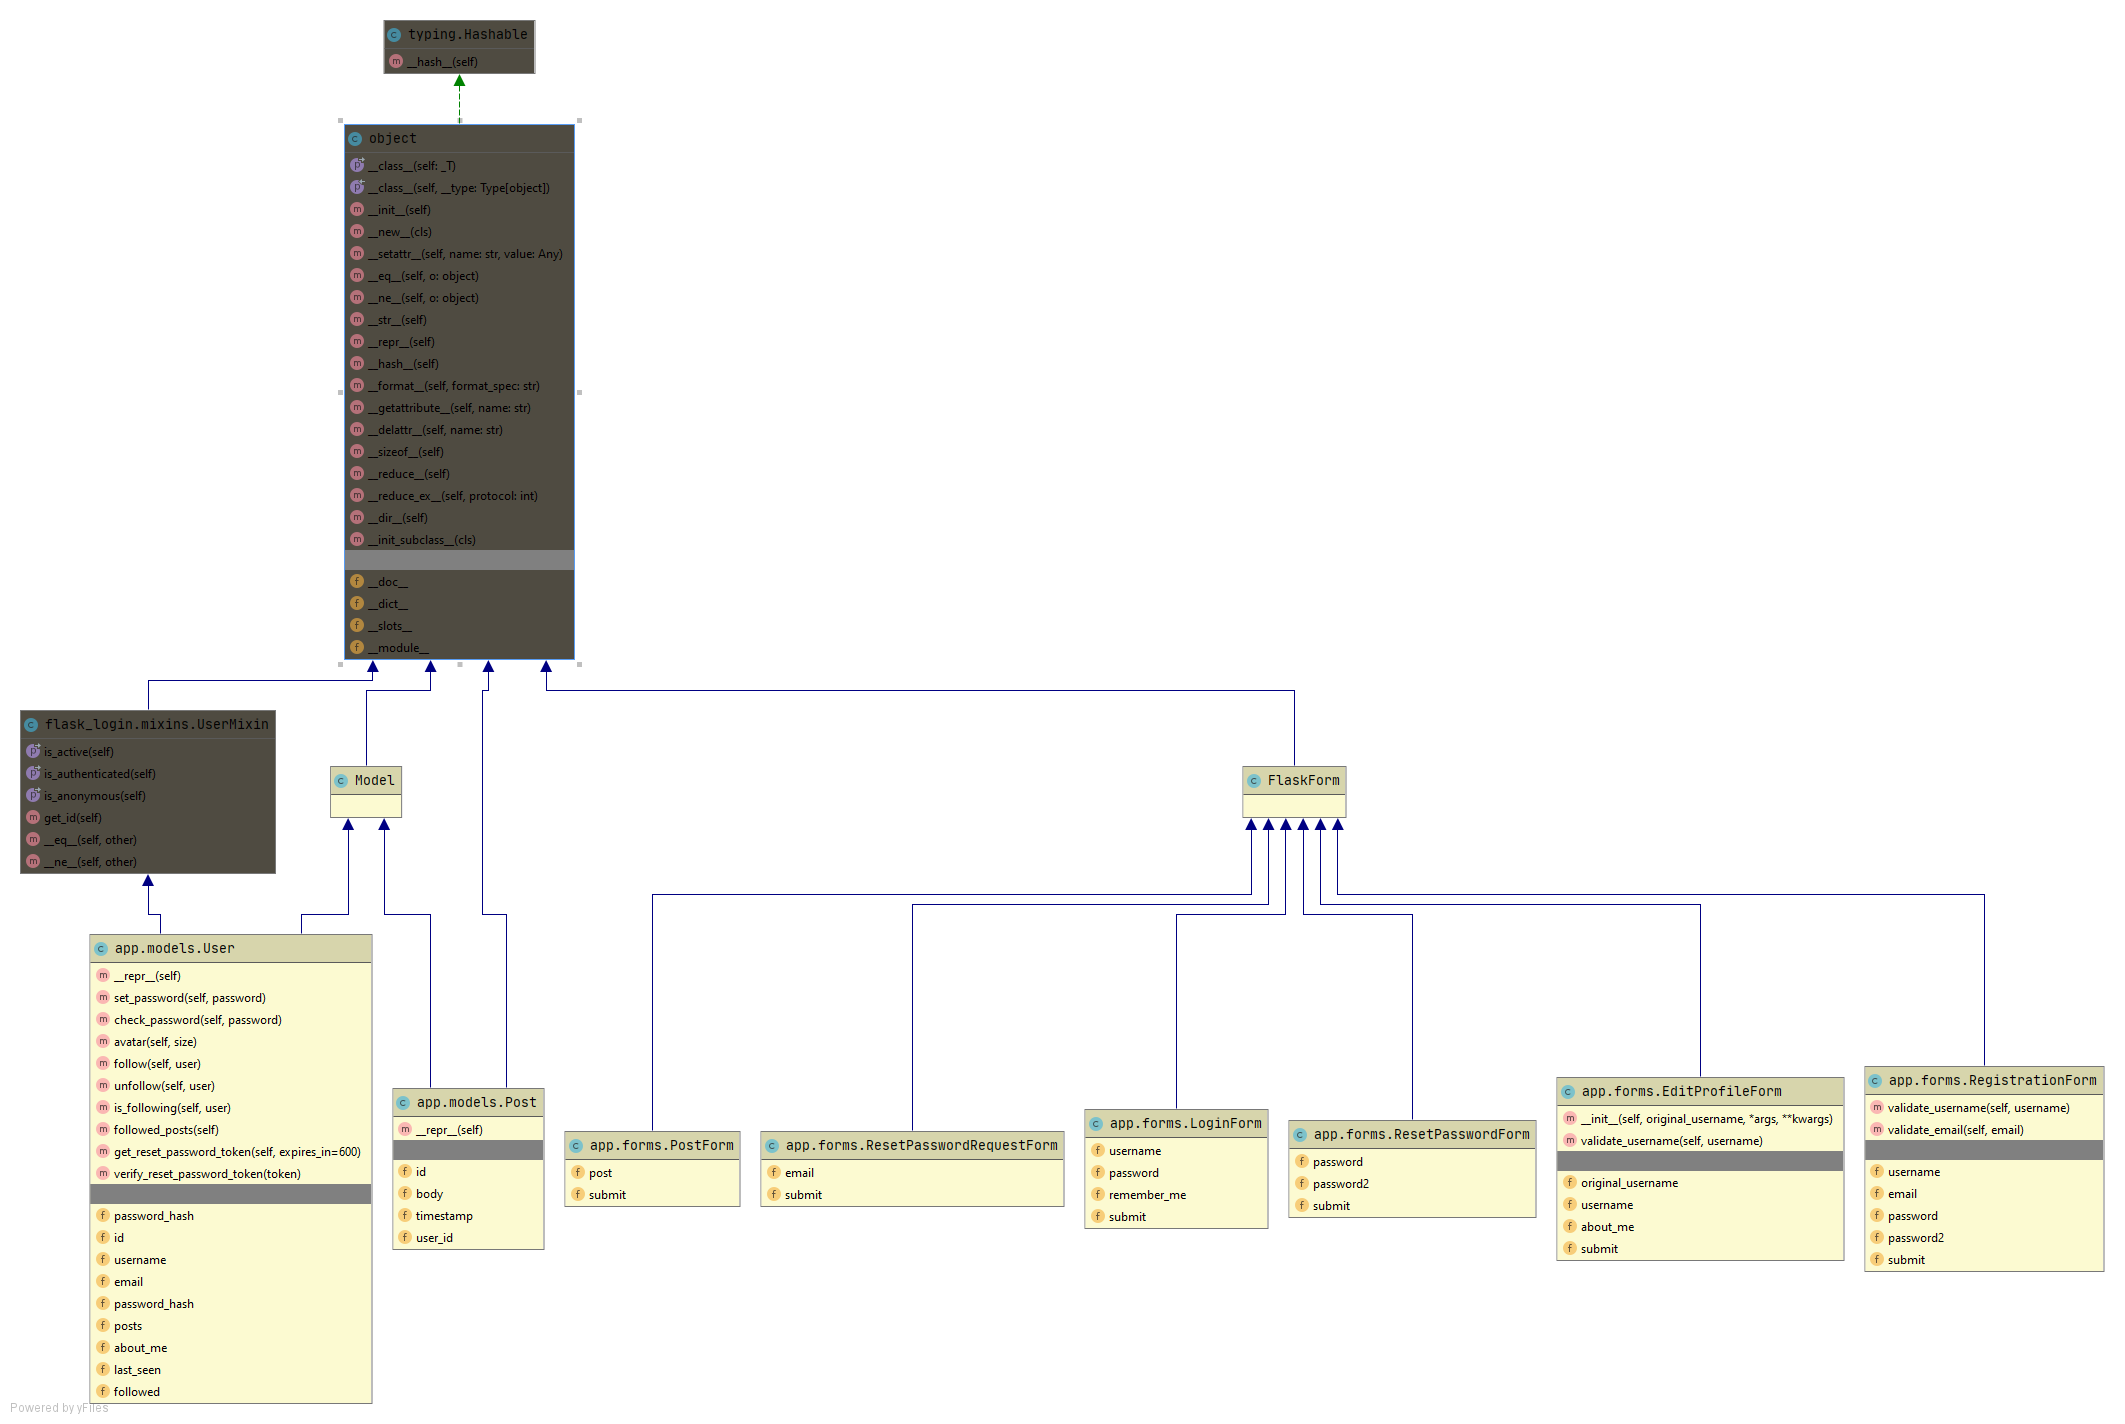 typing.Hashable
__hash__(self)
object
__class__(self: _T)
__class__(self, __type: Type[object])
__init__(self)
__new__(cls)
__setattr__(self, name: str, value: Any)
__eq__(self, o: object)
__ne__(self, o: object)
__str__(self)
__repr__(self)
__hash__(self)
__format__(self, format_spec: str)
__getattribute__(self, name: str)
__delattr__(self, name: str)
__sizeof__(self)
__reduce__(self)
__reduce_ex__(self, protocol: int)
__dir__(self)
__init_subclass__(cls)
__doc__
__dict__
__slots__
__module__
flask_login.mixins.UserMixin
is_active(self)
is_authenticated(self)
is_anonymous(self)
get_id(self)
__eq__(self, other)
__ne__(self, other)
Model
FlaskForm
app.models.User
__repr__(self)
set_password(self, password)
check_password(self, password)
avatar(self, size)
follow(self, user)
unfollow(self, user)
is_following(self, user)
followed_posts(self)
get_reset_password_token(self, expires_in=600)
verify_reset_password_token(token)
password_hash
id
username
email
password_hash
posts
about_me
last_seen
followed
app.models.Post
__repr__(self)
id
body
timestamp
user_id
app.forms.PostForm
post
submit
app.forms.ResetPasswordRequestForm
email
submit
app.forms.LoginForm
username
password
remember_me
submit
app.forms.ResetPasswordForm
password
password2
submit
app.forms.EditProfileForm
__init__(self, original_username, *args, **kwargs)
validate_username(self, username)
original_username
username
about_me
submit
app.forms.RegistrationForm
validate_username(self, username)
validate_email(self, email)
username
email
password
password2
submit
Powered by yFiles